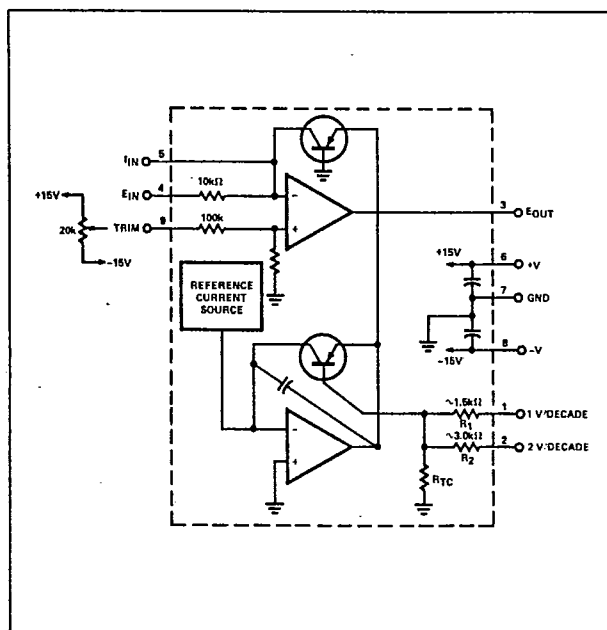 IIN 5
EIN 4 10kΩ
+15V
20k TRIM 9 100k
-15V
- +
3 EOUT
+15V 6 +V
7 GND
-15V 8 -V
REFERENCE
CURRENT
SOURCE
- +
~1.5kΩ 1 1 V/DECADE
R1
~3.0kΩ 2 2 V/DECADE
R2
RTC